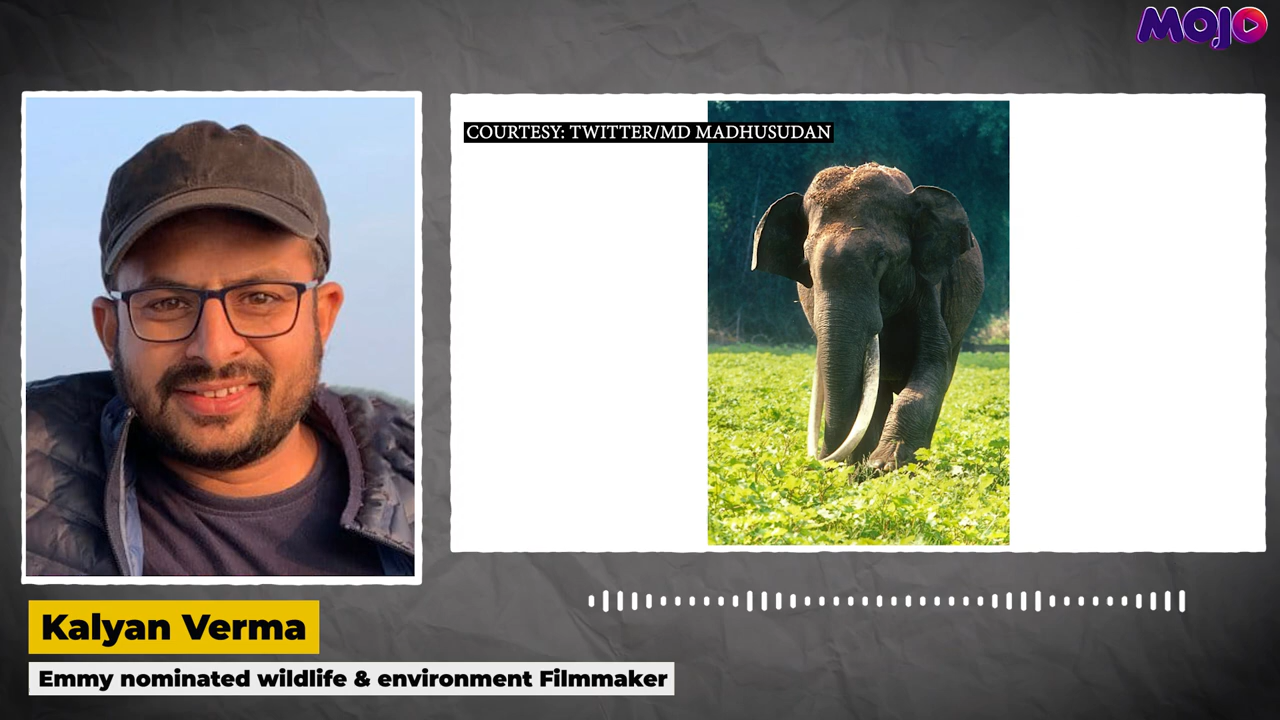 MOJO
COURTESY: TWITTER/MD MADHUSUDAN
Kalyan Verma
Emmy nominated wildlife & environment Filmmaker